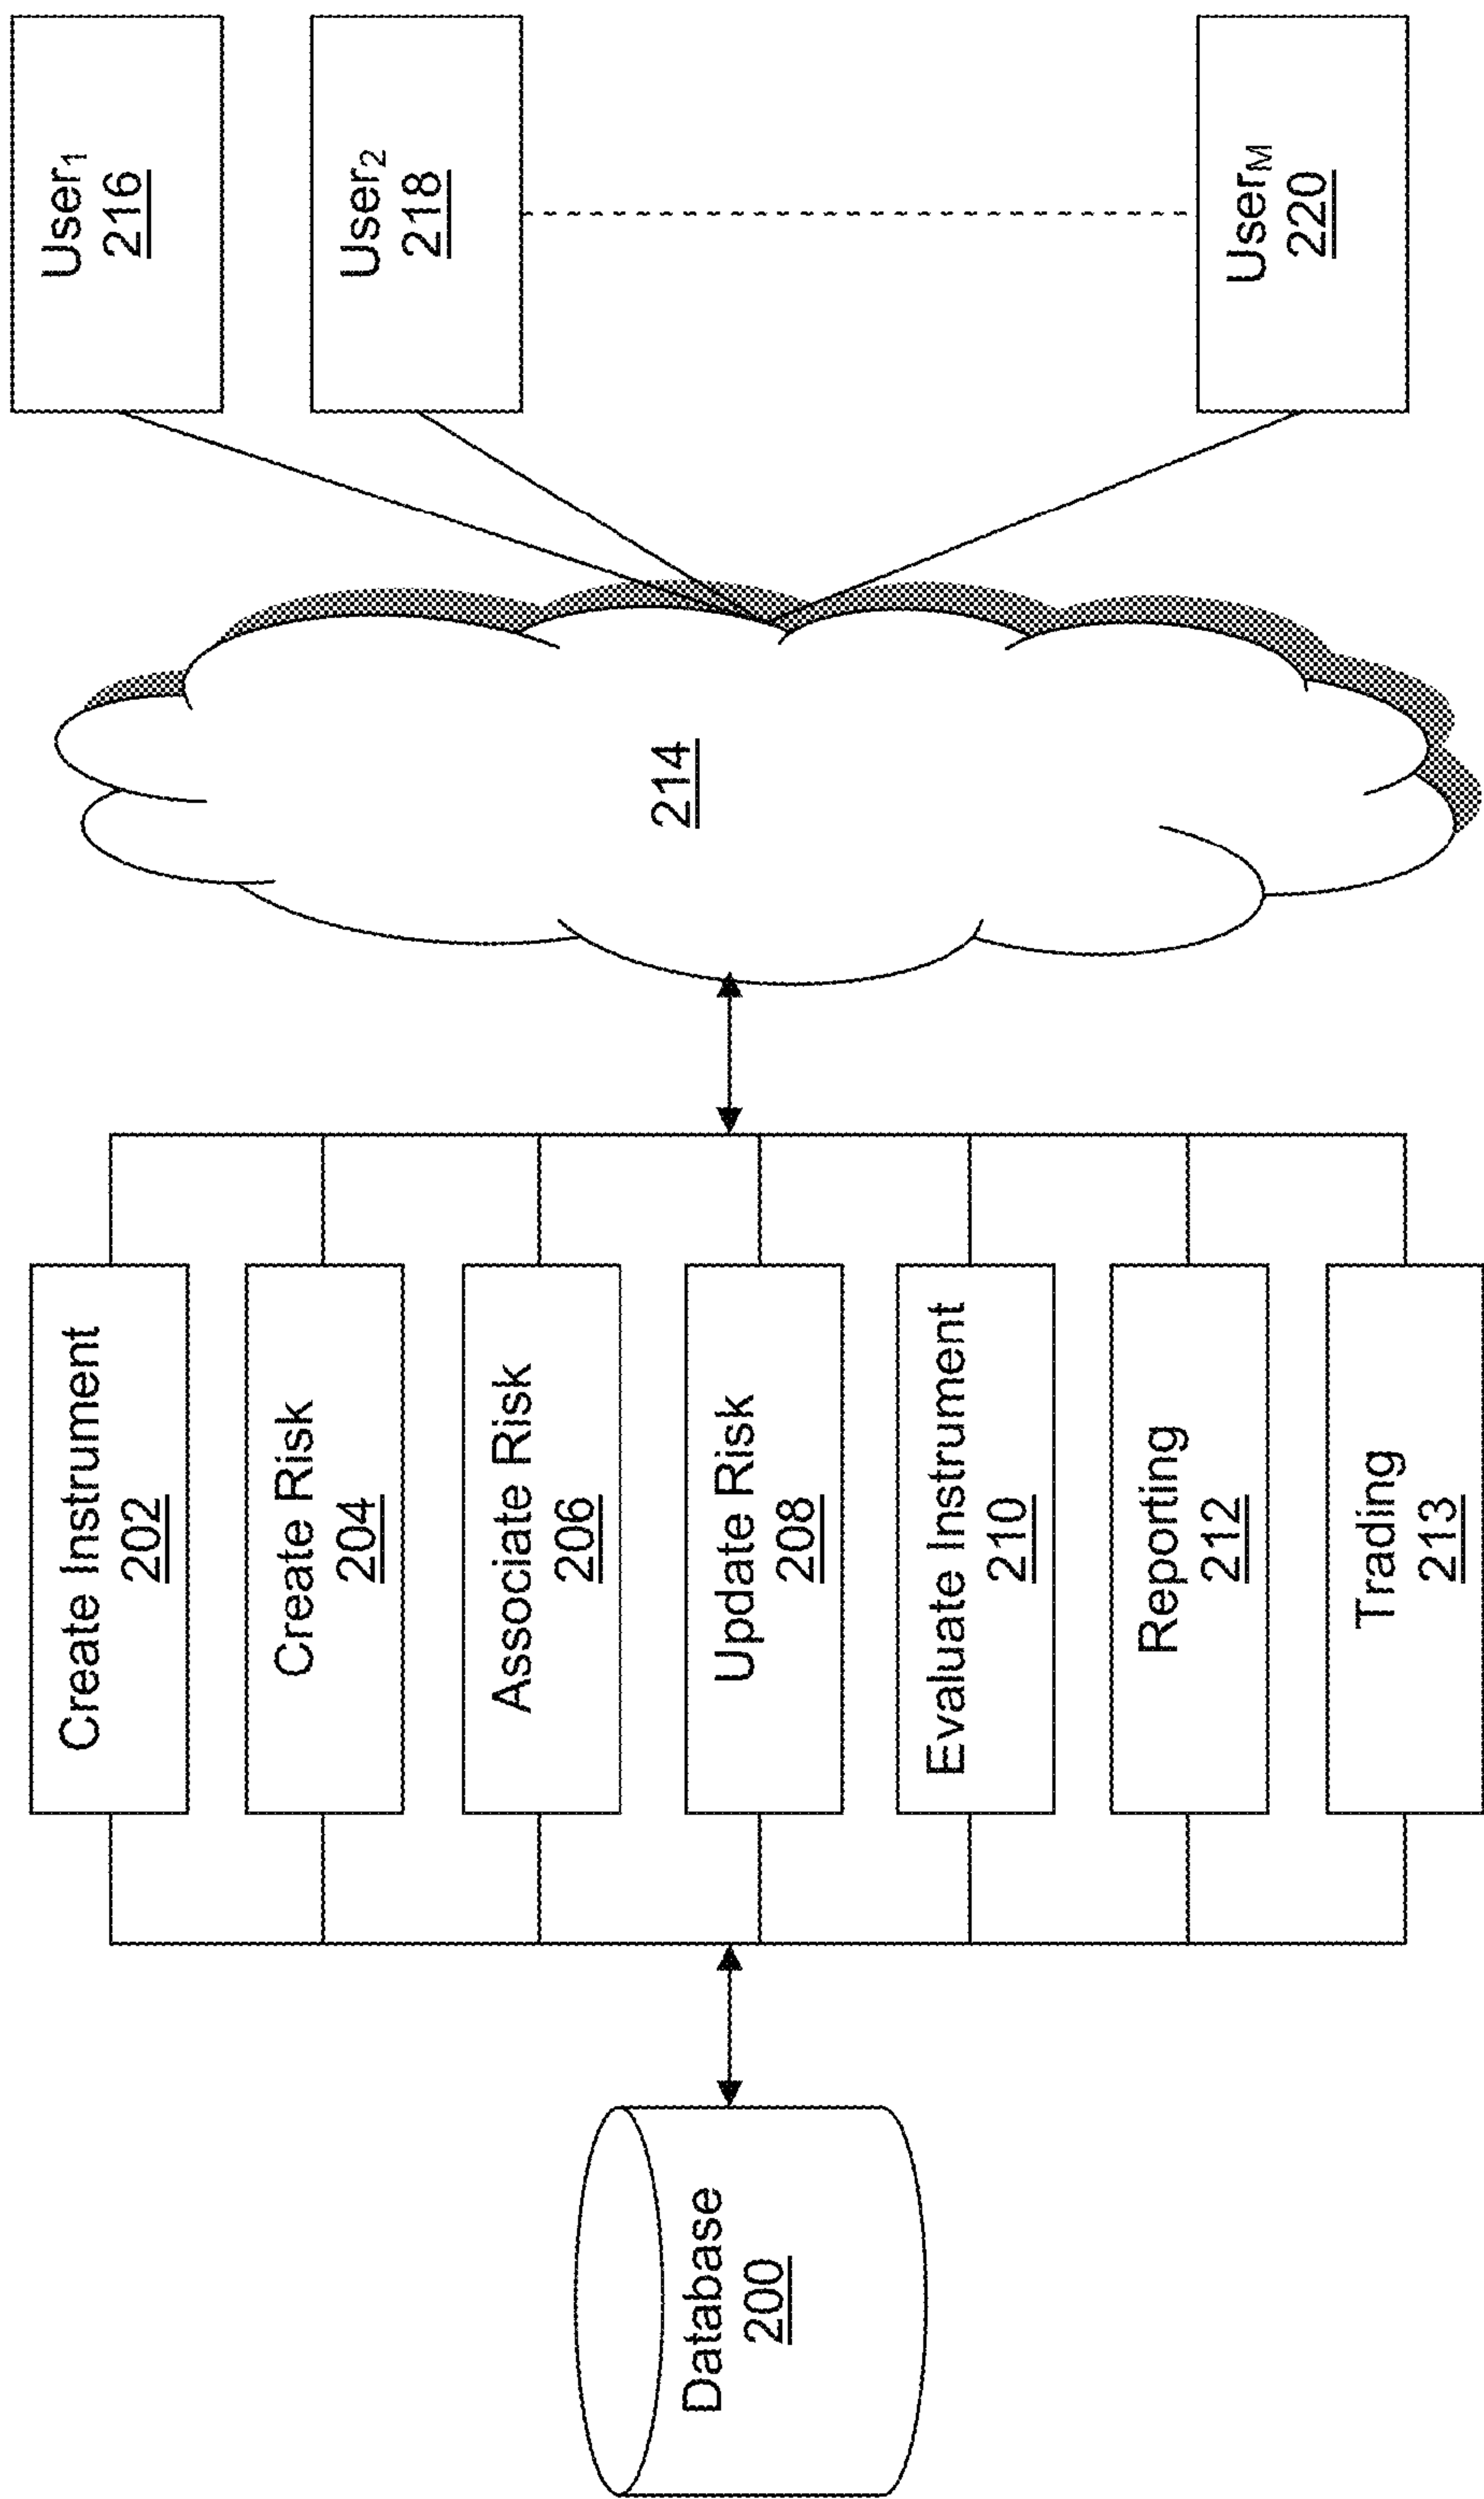 Database
200
Create Instrument
202
Create Risk
204
Associate Risk
206
Update Risk
208
Evaluate Instrument
210
Reporting
212
Trading
213
214
User1
216
User2
218
UserM
220